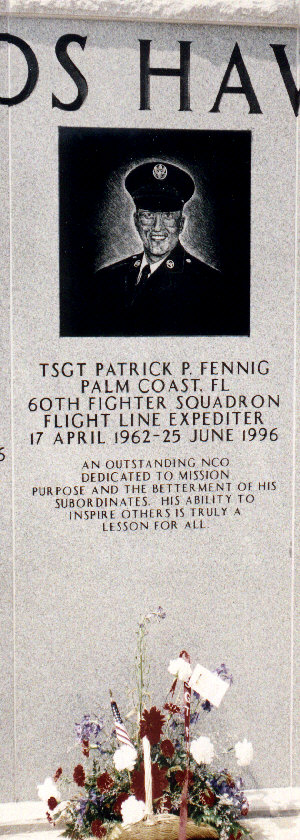 OS HAW
TSGT PATRICK P. FENNIG
PALM COAST, FL
60TH FIGHTER SQUADRON
FLIGHT LINE EXPEDITER
17 APRIL 1962-25 JUNE 1996
AN OUTSTANDING NCO
DEDICATED TO MISSION
PURPOSE AND THE BETTERMENT OF HIS
SUBORDINATES. HIS ABILITY TO
INSPIRE OTHERS IS TRULY A
LESSON FOR ALL.
6